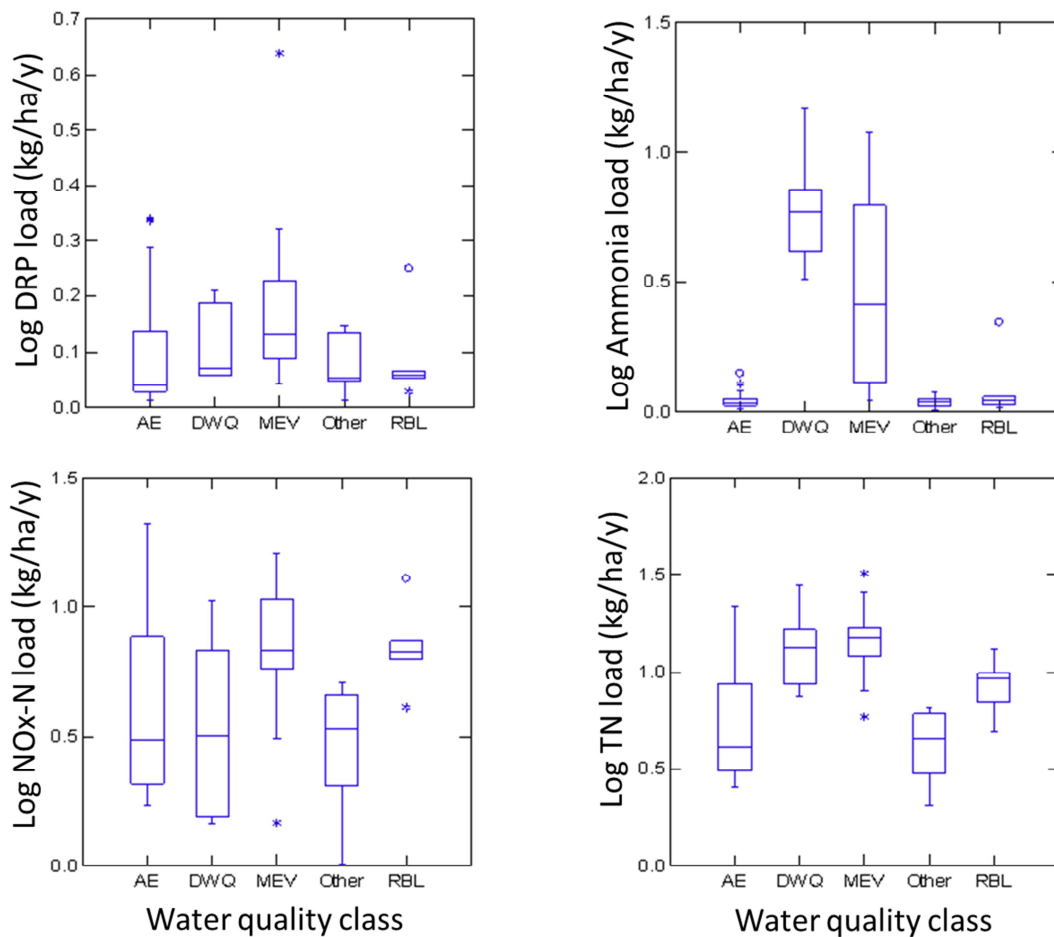 Log DRP load (kg/ha/y)
0.7
0.6
0.5
0.4
0.3
0.2
0.1
0.0
AE DWQ MEV Other RBL
Log Ammonia load (kg/ha/y)
1.5
1.0
0.5
0.0
AE DWQ MEV Other RBL
Log NOx-N load (kg/ha/y)
1.5
1.0
0.5
0.0
AE DWQ MEV Other RBL
Water quality class
Log TN load (kg/ha/y)
2.0
1.5
1.0
0.5
0.0
AE DWQ MEV Other RBL
Water quality class